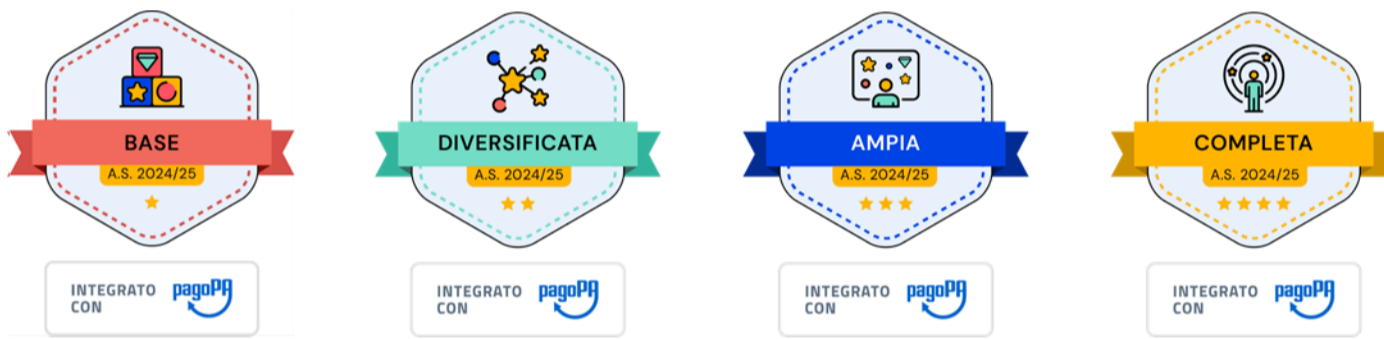 BASE
A.S. 2024/25
INTEGRATO
CON
pagoPA
DIVERSIFICATA
A.S. 2024/25
INTEGRATO
CON
pagoPA
AMPIA
A.S. 2024/25
INTEGRATO
CON
pagoPA
COMPLETA
A.S. 2024/25
INTEGRATO
CON
pagoPA